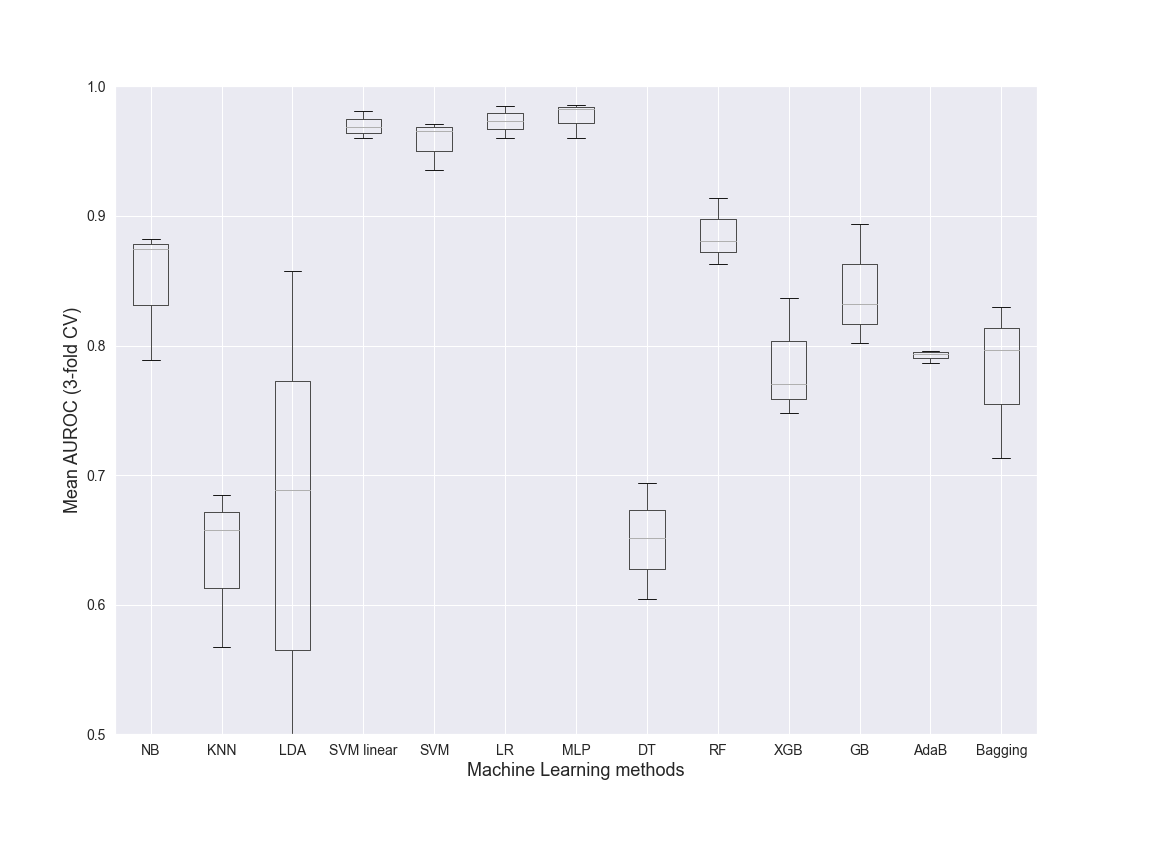 Mean AUROC (3-fold CV)
1.0
0.9
0.8
0.7
0.6
0.5
NB KNN LDA SVM linear SVM LR MLP DT RF XGB GB AdaB Bagging
Machine Learning methods